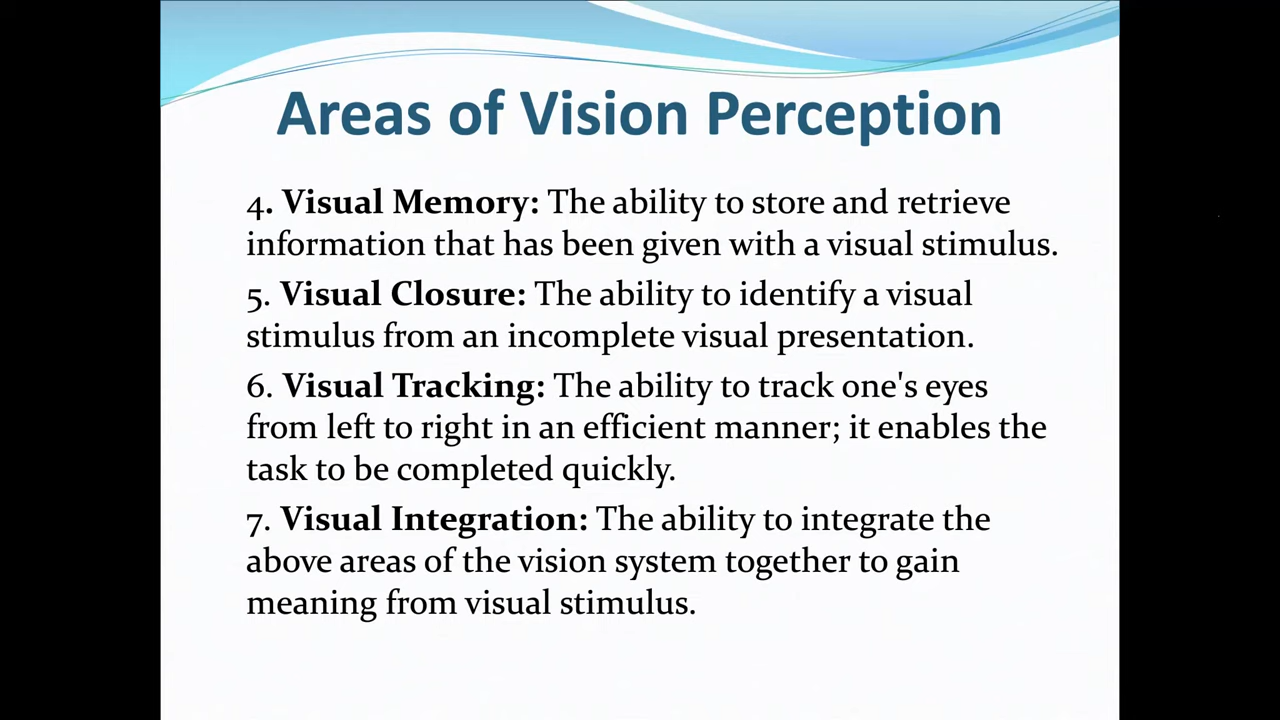 Areas of Vision Perception
4. Visual Memory: The ability to store and retrieve
information that has been given with a visual stimulus.
5. Visual Closure: The ability to identify a visual
stimulus from an incomplete visual presentation.
6. Visual Tracking: The ability to track one's eyes
from left to right in an efficient manner; it enables the
task to be completed quickly.
7. Visual Integration: The ability to integrate the
above areas of the vision system together to gain
meaning from visual stimulus.